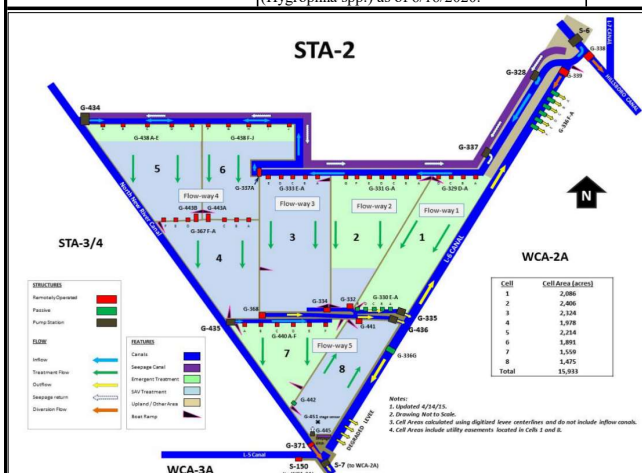 (Hygrophila spp.) as of 6/16/2020.
STA-2
S-6
L-7 CANAL
G-338
HILLSBORO CANAL
G-328
G-339
G-336 F-A
G-434
G-438 A-E
G-438 F-J
G-337
G-337A
G-333 E-A
G-331 G-A
G-329 D-A
5
6
Flow-way 4
Flow-way 3
Flow-way 2
Flow-way 1
G-443B
G-443A
G-367 F-A
North New River Canal
N
STA-3/4
4
3
2
1
L-6 CANAL
WCA-2A
Cell Cell Area (acres)
1 2,086
2 2,406
3 2,324
4 1,978
5 2,214
6 1,891
7 1,559
8 1,475
Total 15,933
STRUCTURES
Remotely Operated
Passive
Pump Station
FLOW
Inflow
Treatment Flow
Outflow
Seepage return
Diversion Flow
FEATURES
Canals
Seepage Canal
Emergent Treatment
SAV Treatment
Upland / Other Area
Boat Ramp
G-368
G-334
G-332
G-330 E-A
G-335
G-436
G-435
G-441
G-440 A-F
Flow-way 5
G-336G
7
8
G-442
G-451
G-445
DEGRADED LEVEE
Notes:
1. Updated 4/14/15.
2. Drawing Not to Scale.
3. Cell Areas calculated using digitized levee centerlines and do not include inflow canals.
4. Cell Areas include utility easements located in Cells 1 and 8.
G-371
L-5 CANAL
S-150
S-7 (to WCA-2A)
WCA-3A